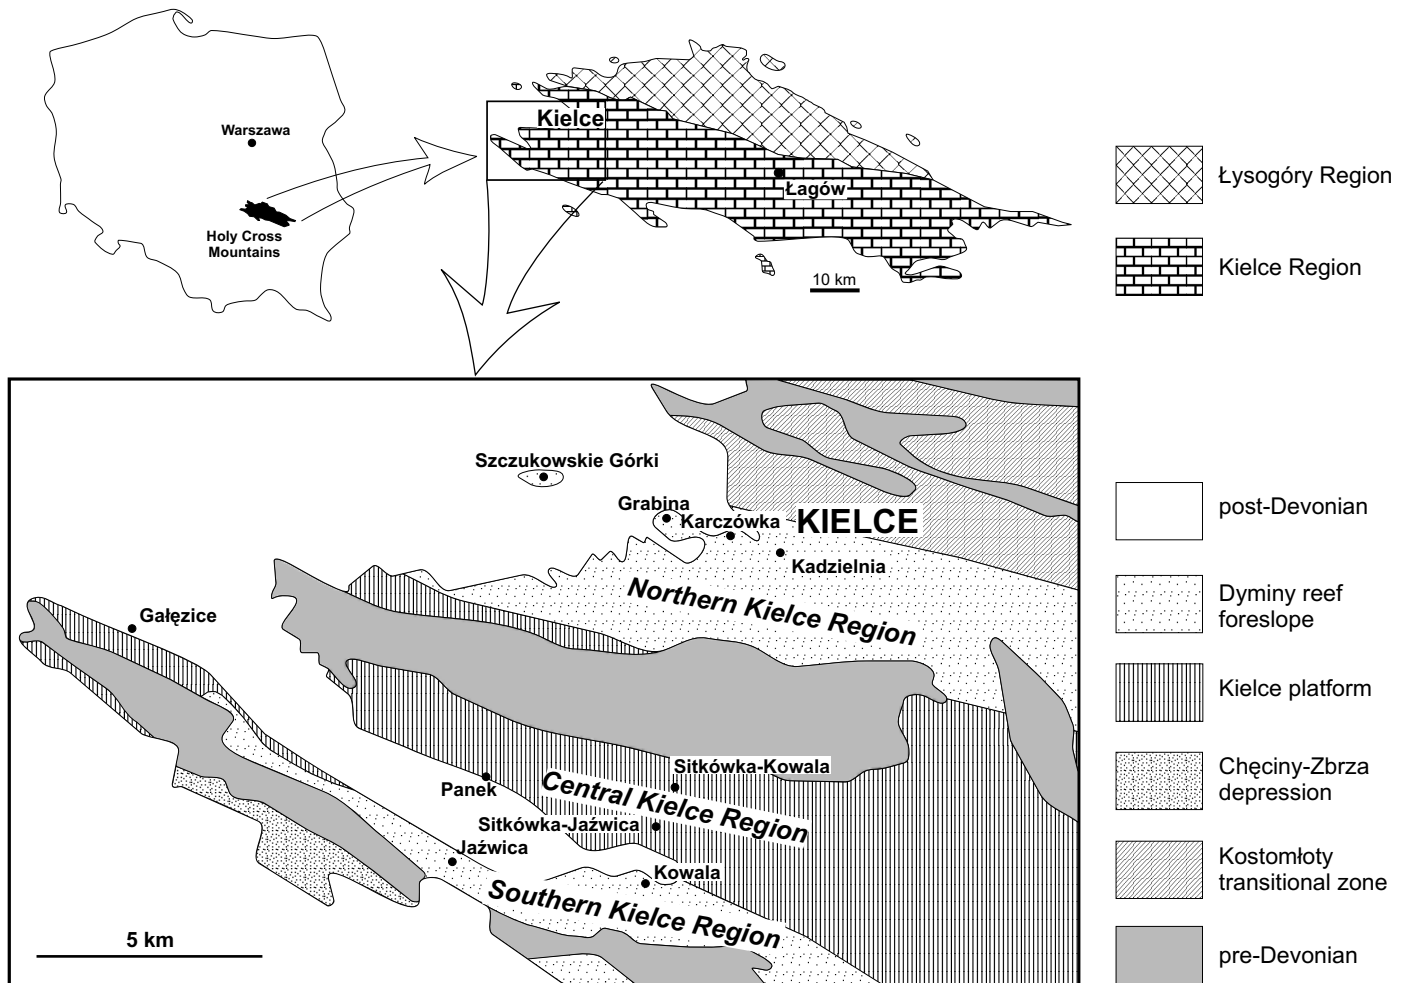 Warszawa
Holy Cross
Mountains
Kielce
Łagów
10 km
Łysogóry Region
Kielce Region
Szczukowskie Górki
Grabina
Karczówka
KIELCE
Kadzielnia
Northern Kielce Region
Gałęzice
Sitkówka-Kowala
Panek
Central Kielce Region
Sitkówka-Jaźwica
Jaźwica
Kowala
Southern Kielce Region
5 km
post-Devonian
Dyminy reef
foreslope
Kielce platform
Chęciny-Zbrza
depression
Kostomłoty
transitional zone
pre-Devonian